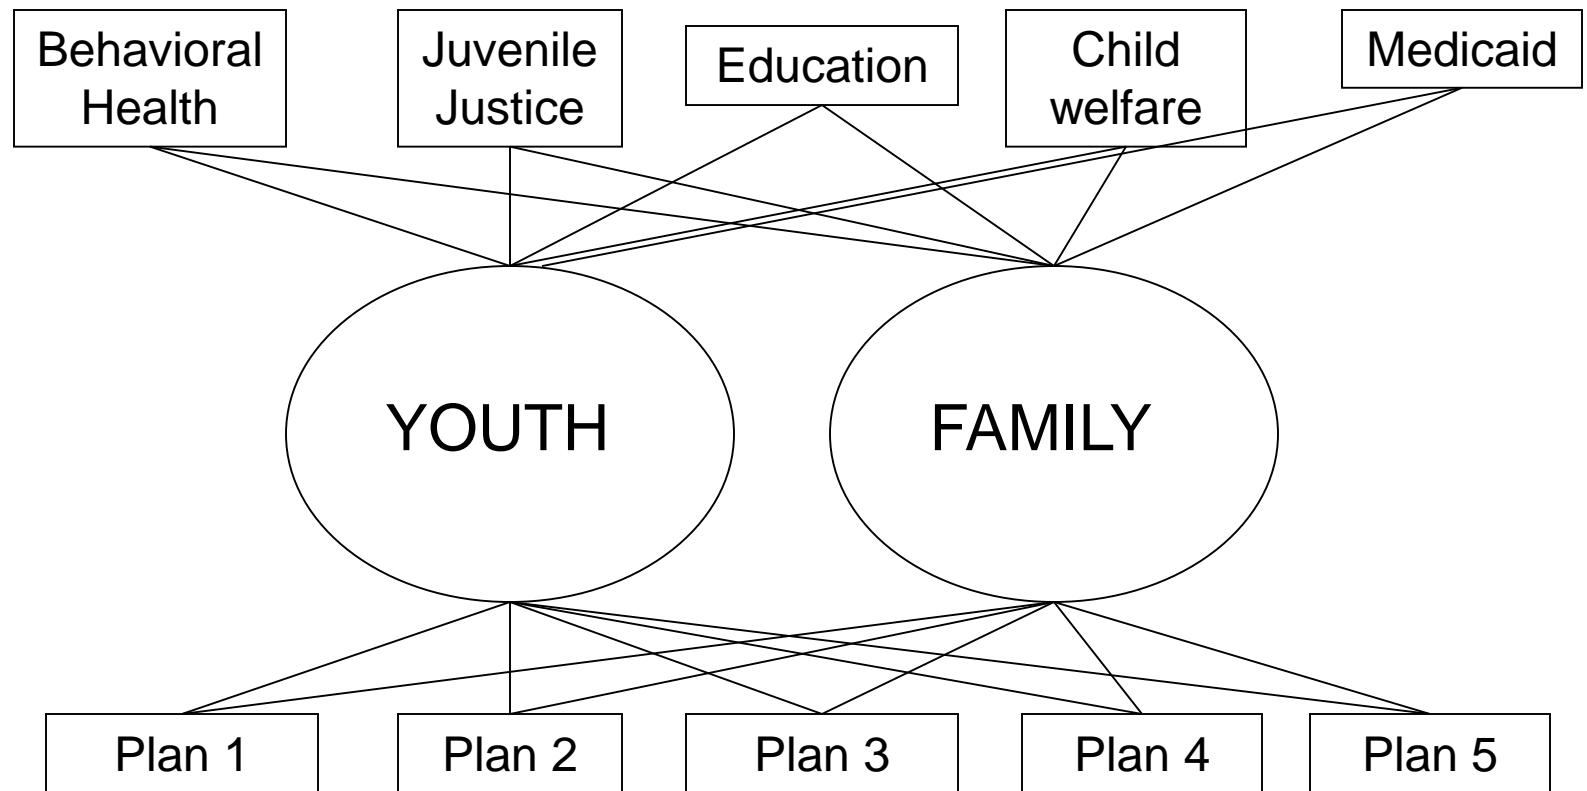 Behavioral
Health
Juvenile
Justice
Education
Child
welfare
Medicaid
YOUTH
FAMILY
Plan 1
Plan 2
Plan 3
Plan 4
Plan 5